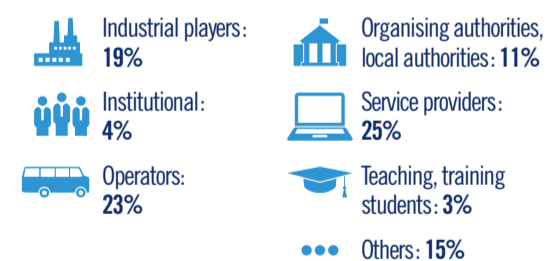 Industrial players:
19%
Institutional:
4%
Operators:
23%
Organising authorities,
local authorities: 11%
Service providers:
25%
Teaching, training
students: 3%
Others: 15%